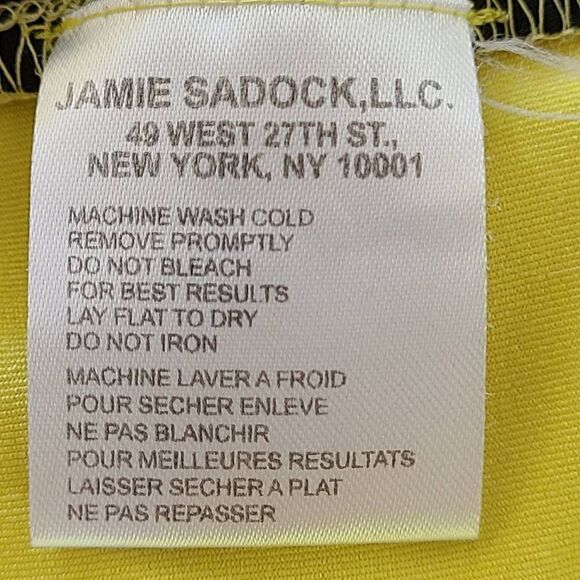 JAMIE SADOCK,LLC.
49 WEST 27TH ST.,
NEW YORK, NY 10001
MACHINE WASH COLD
REMOVE PROMPTLY
DO NOT BLEACH
FOR BEST RESULTS
LAY FLAT TO DRY
DO NOT IRON
MACHINE LAVER A FROID
POUR SECHER ENLEVE
NE PAS BLANCHIR
POUR MEILLEURES RESULTATS
LAISSER SECHER A PLAT
NE PAS REPASSER